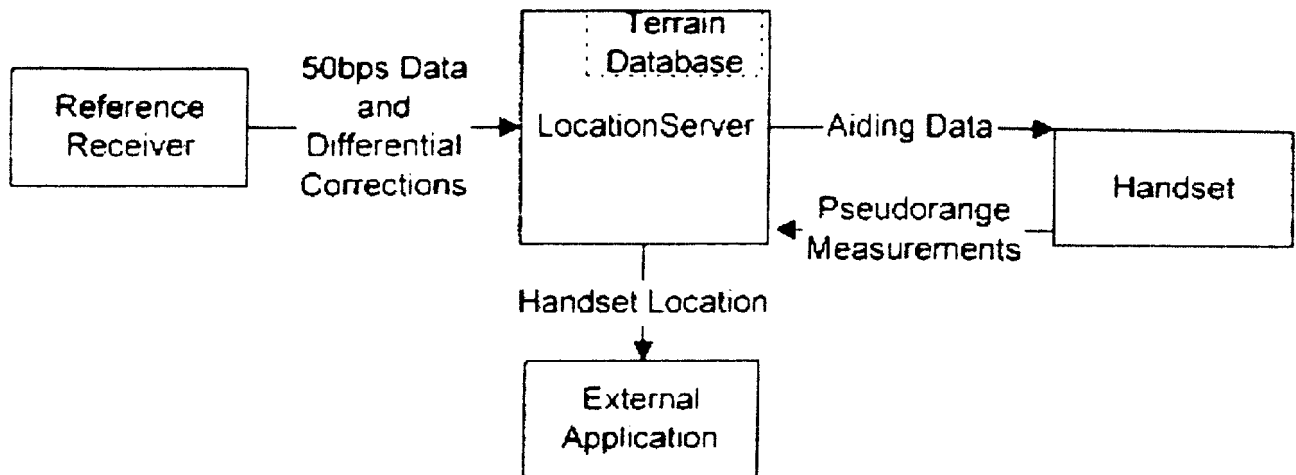 Terrain
Database
50bps Data
and
Differential
Corrections
Reference
Receiver
LocationServer
Aiding Data
Handset
Pseudorange
Measurements
Handset Location
External
Application